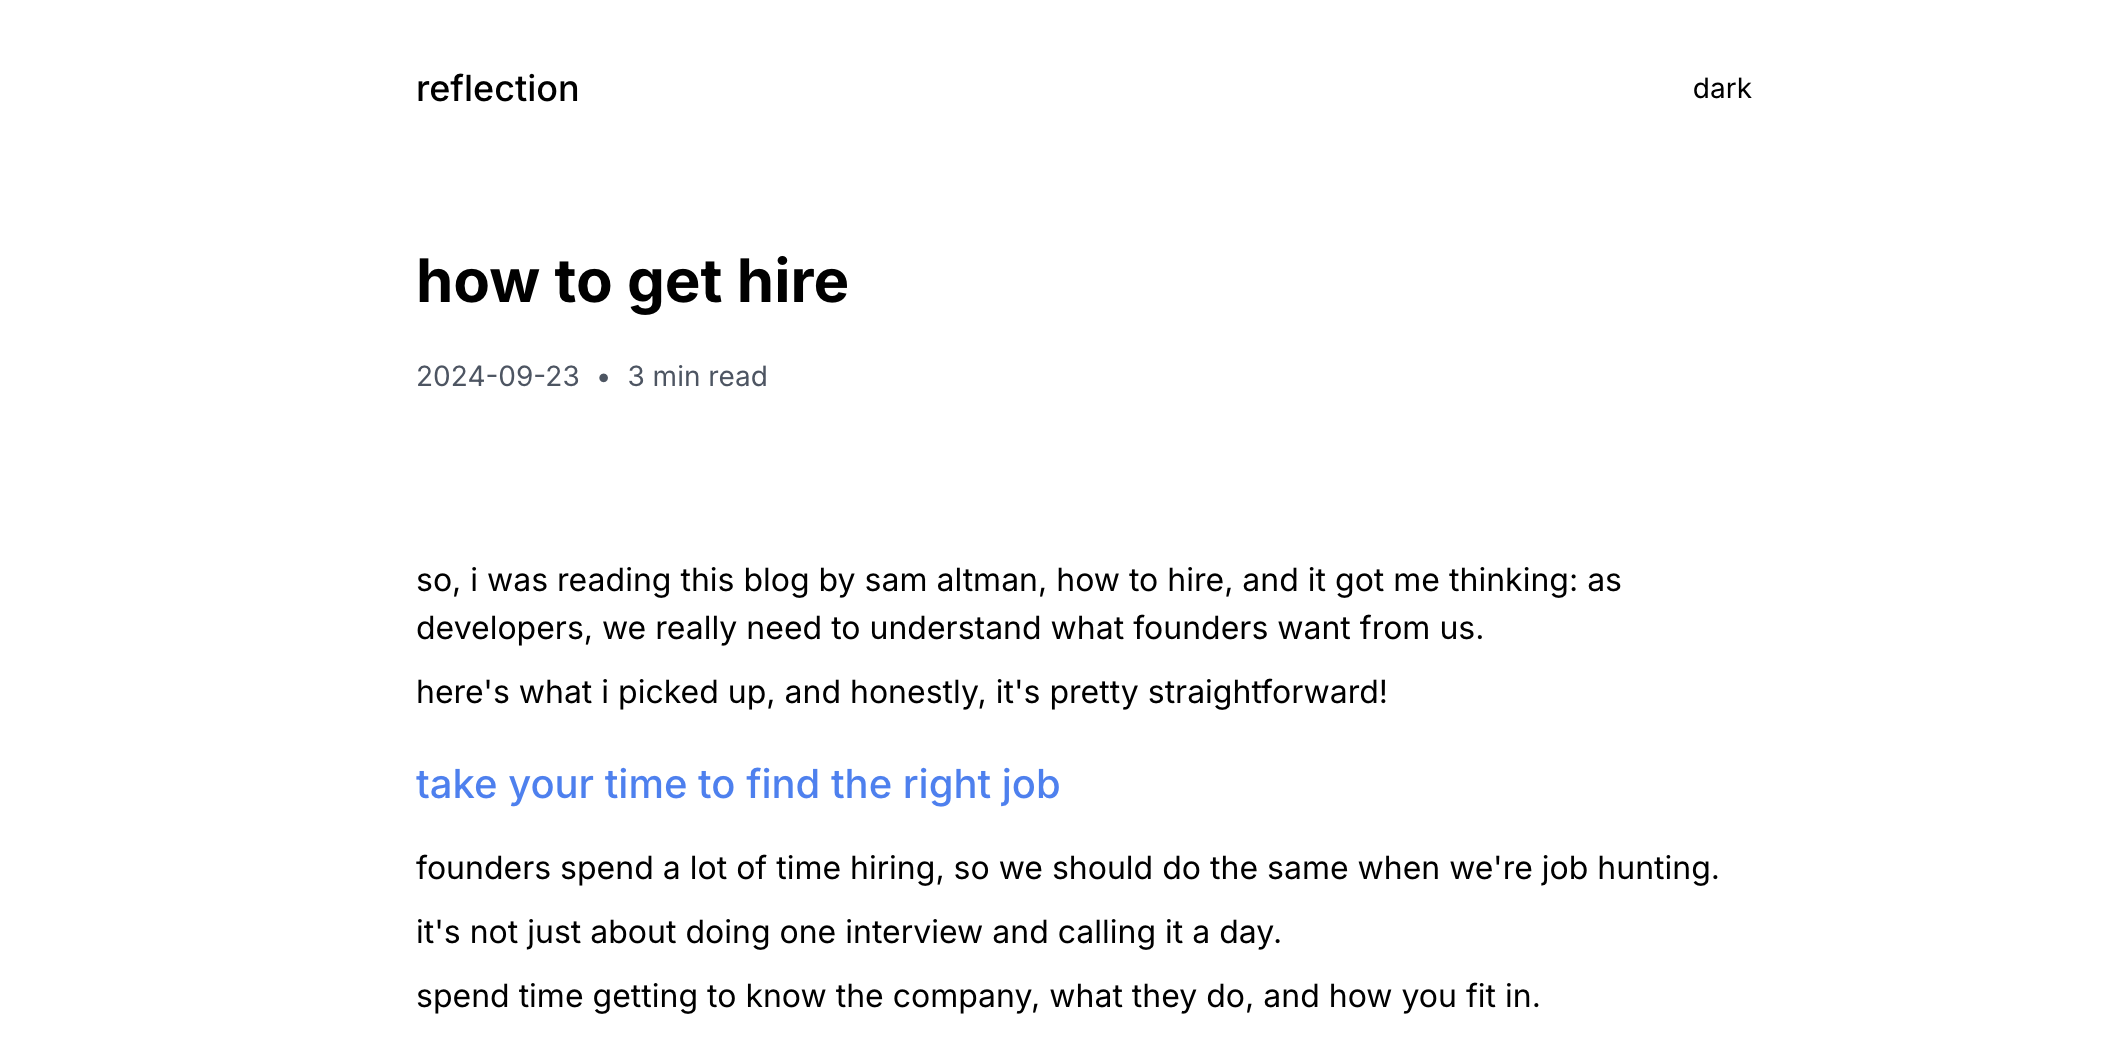 reflection
dark
how to get hire
2024-09-23 • 3 min read
so, i was reading this blog by sam altman, how to hire, and it got me thinking: as
developers, we really need to understand what founders want from us.
here's what i picked up, and honestly, it's pretty straightforward!
take your time to find the right job
founders spend a lot of time hiring, so we should do the same when we're job hunting.
it's not just about doing one interview and calling it a day.
spend time getting to know the company, what they do, and how you fit in.